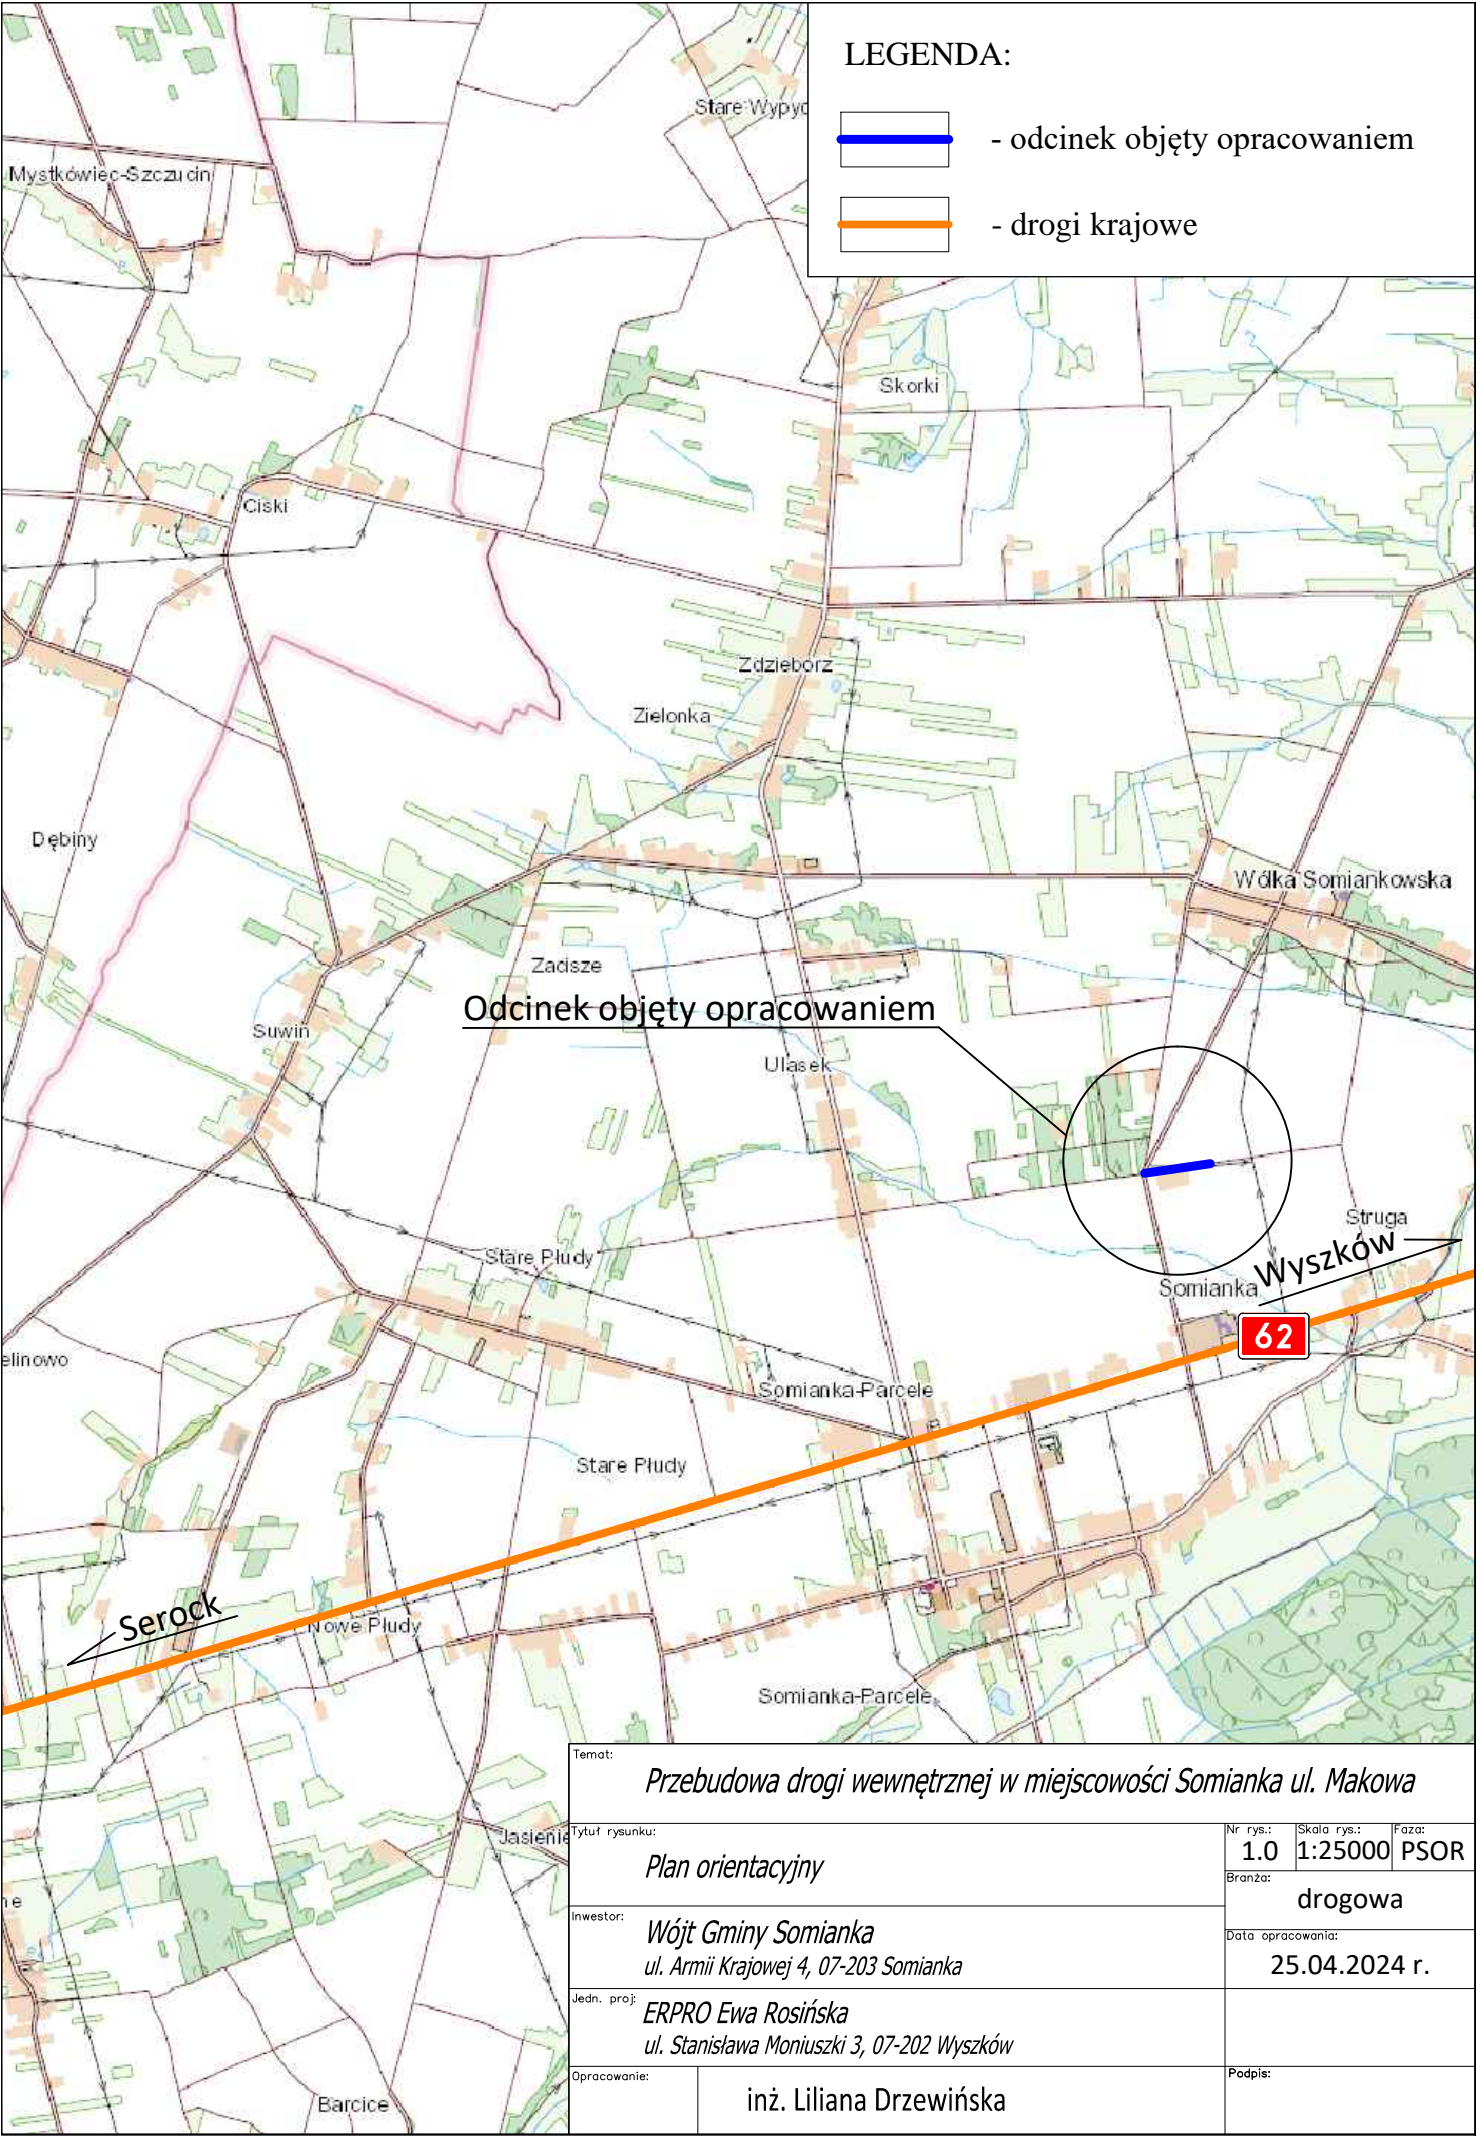 LEGENDA:
- odcinek objęty opracowaniem
- drogi krajowe
Stare Wypyc
Mystkówiec-Szczucin
Skorki
Ciski
Zdziebórz
Zielonka
Dębiny
Wólka Somiankowska
Zacisze
Odcinek objęty opracowaniem
Suwin
Ulasek
Struga
Wyszków
Stare Płudy
Somianka
62
elinowo
Somianka-Parcele
Stare Płudy
Serock
Nowe Płudy
Somianka-Parcele
Jasienie
ne
Barcice
Temat:
Przebudowa drogi wewnętrznej w miejscowości Somianka ul. Makowa
Tytuł rysunku:
Plan orientacyjny
Nr rys.: Skala rys.: Faza:
1.0 1:25000 PSOR
Branża:
drogowa
Inwestor:
Wójt Gminy Somianka
ul. Armii Krajowej 4, 07-203 Somianka
Data opracowania:
25.04.2024 r.
Jedn. proj:
ERPRO Ewa Rosińska
ul. Stanisława Moniuszki 3, 07-202 Wyszków
Opracowanie:
inż. Liliana Drzewińska
Podpis: